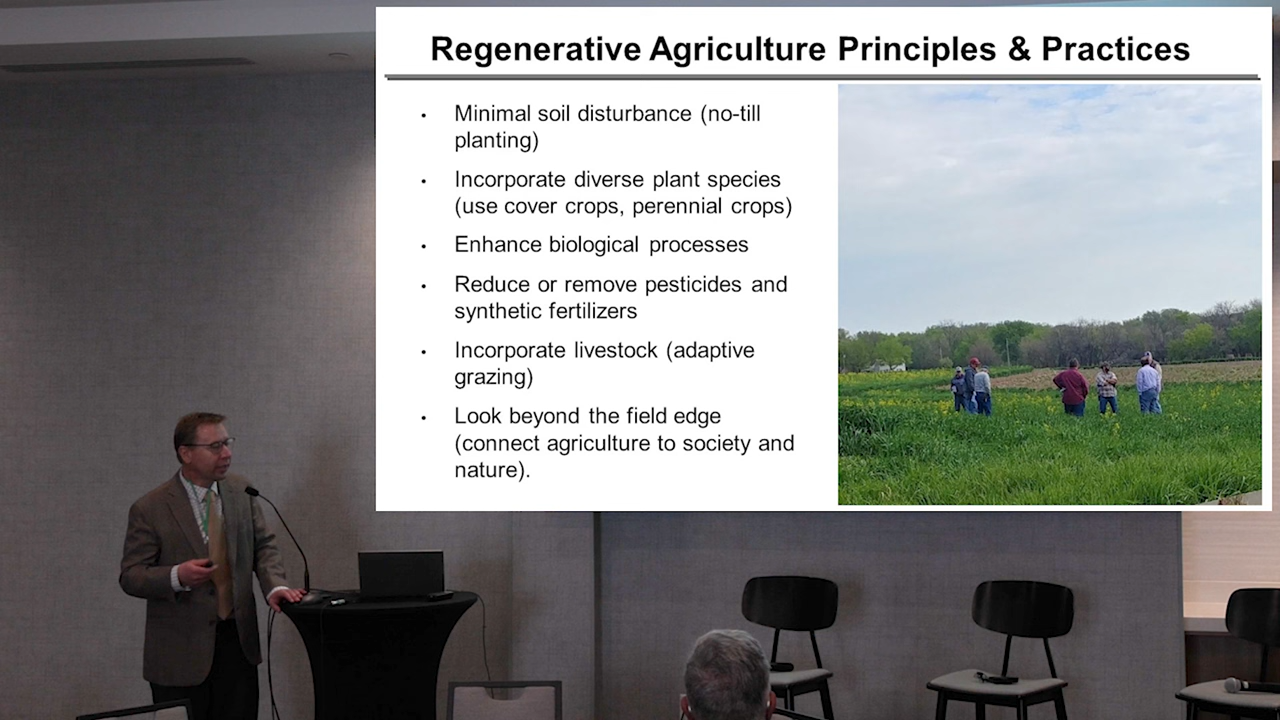 Regenerative Agriculture Principles & Practices
• Minimal soil disturbance (no-till
planting)
• Incorporate diverse plant species
(use cover crops, perennial crops)
• Enhance biological processes
• Reduce or remove pesticides and
synthetic fertilizers
• Incorporate livestock (adaptive
grazing)
• Look beyond the field edge
(connect agriculture to society and
nature).